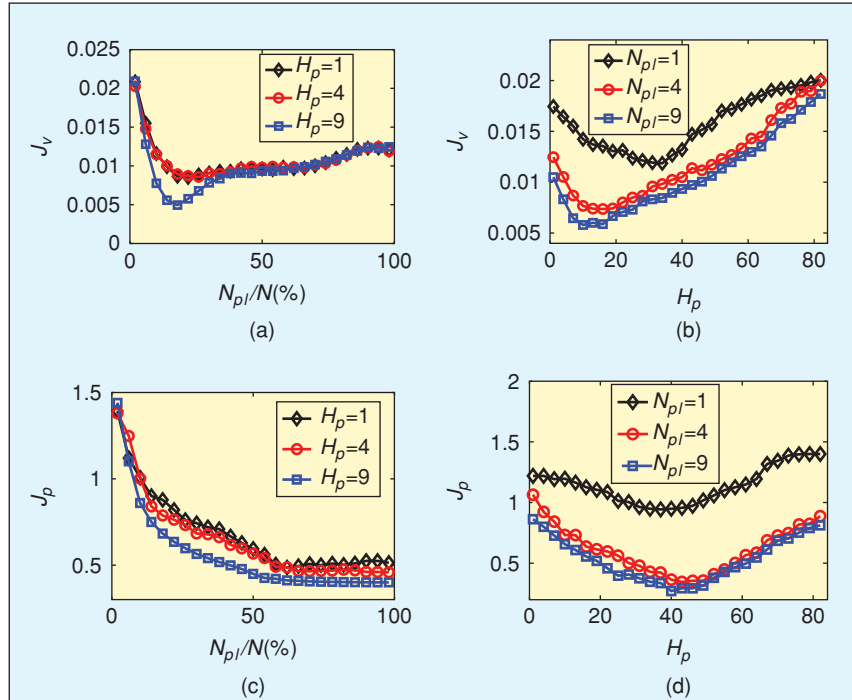 0.025
0.02
0.015
0.01
0.005
0
J_v
H_p=1
H_p=4
H_p=9
0 50 100
N_pl/N(%)
(a)
0.02
0.015
0.01
0.005
J_v
N_pl=1
N_pl=4
N_pl=9
0 20 40 60 80
H_p
(b)
1.5
1
0.5
J_p
H_p=1
H_p=4
H_p=9
0 50 100
N_pl/N(%)
(c)
2
1.5
1
0.5
J_p
N_pl=1
N_pl=4
N_pl=9
0 20 40 60 80
H_p
(d)